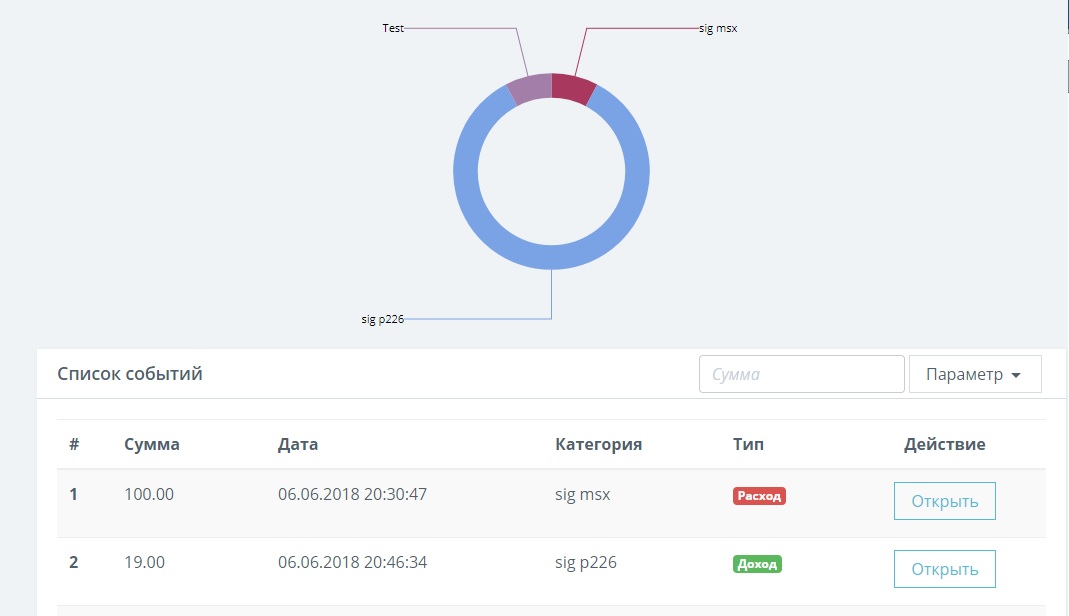 Test
sig msx
sig p226
Список событий
Сумма
Параметр
# Сумма Дата Категория Тип Действие
1 100.00 06.06.2018 20:30:47 sig msx Расход Открыть
2 19.00 06.06.2018 20:46:34 sig p226 Доход Открыть